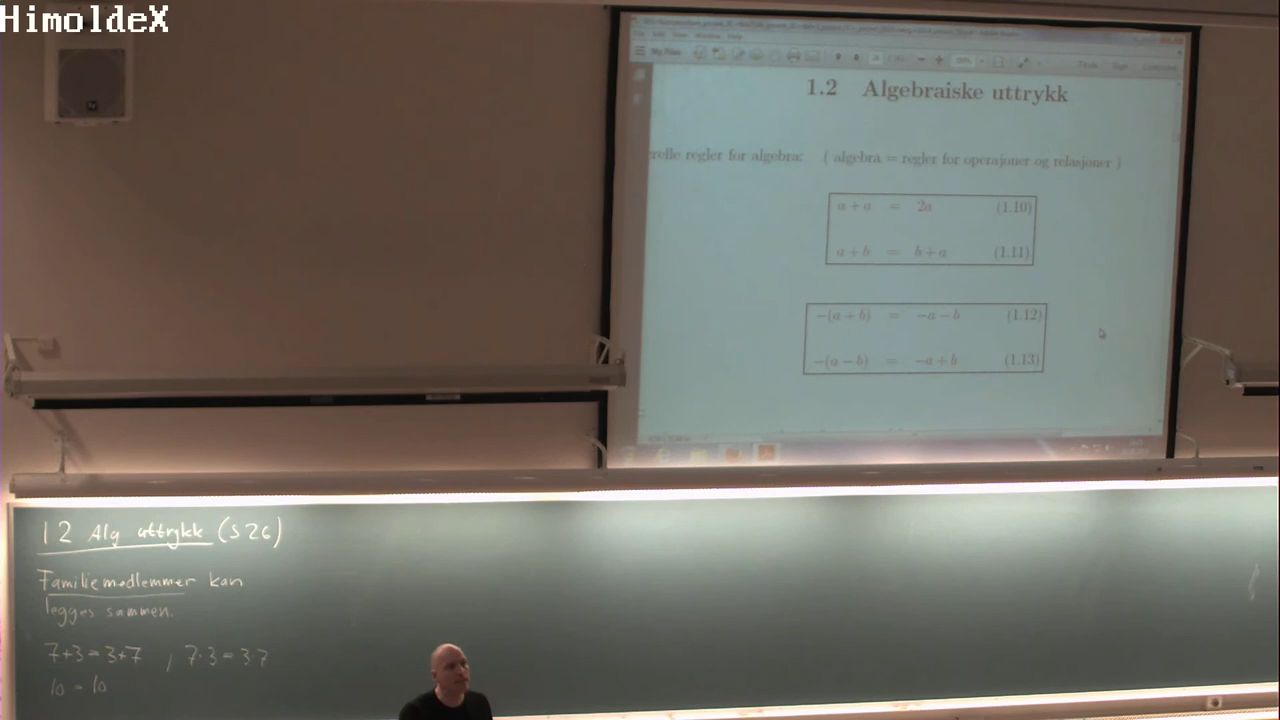 HimoldeX
1.2 Algebraiske uttrykk
relle regler for algebra: ( algebra = regler for operasjoner og relasjoner )
a + a = 2a (1.10)
a + b = b + a (1.11)
−(a + b) = −a − b (1.12)
−(a − b) = −a + b (1.13)
1 2 Alg uttrykk (S 26)
Familiemedlemmer kan
legges sammen.
7+3=3+7 , 7·3=3·7
10 = 10